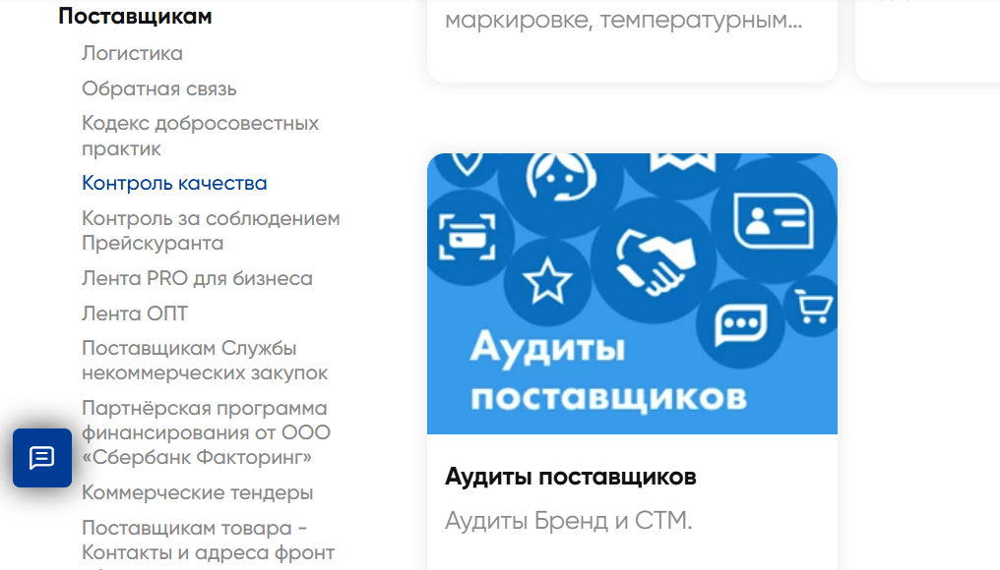 Поставщикам
Логистика
Обратная связь
Кодекс добросовестных
практик
Контроль качества
Контроль за соблюдением
Прейскуранта
Лента PRO для бизнеса
Лента ОПТ
Поставщикам Службы
некоммерческих закупок
Партнёрская программа
финансирования от ООО
«Сбербанк Факторинг»
Коммерческие тендеры
Поставщикам товара -
Контакты и адреса фронт
маркировке, температурным...
Аудиты
поставщиков
Аудиты поставщиков
Аудиты Бренд и СТМ.